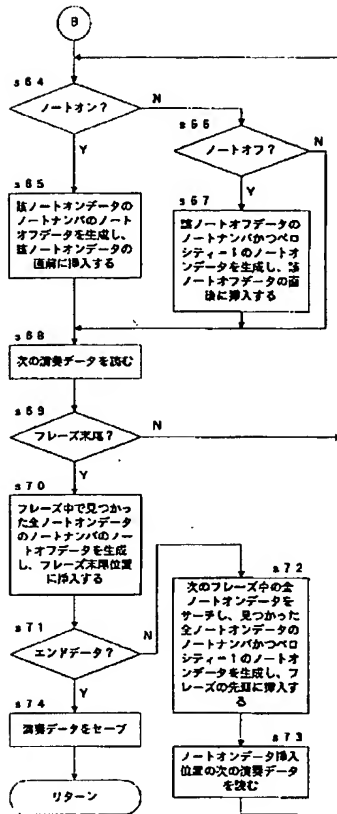 B
s64
ノートオン?
N
Y
s66
ノートオフ?
N
Y
s65
該ノートオンデータの
ノートナンバのノート
オフデータを生成し、
該ノートオンデータの
直前に挿入する
s67
該ノートオフデータの
ノートナンバかつベロ
シティ=1のノートオ
ンデータを生成し、該
ノートオフデータの直
後に挿入する
s68
次の演奏データを読む
s69
フレーズ末尾?
N
Y
s70
フレーズ中で見つかっ
た全ノートオンデータ
のノートナンバのノー
トオフデータを生成
し、フレーズ末尾位置
に挿入する
s71
エンドデータ?
N
Y
s72
次のフレーズ中の全
ノートオンデータを
サーチし、見つかった
全ノートオンデータの
ノートナンバかつベロ
シティ=1のノートオ
ンデータを生成し、フ
レーズの先頭に挿入す
る
s73
ノートオンデータ挿入
位置の次の演奏データ
を読む
s74
演奏データをセーブ
リターン